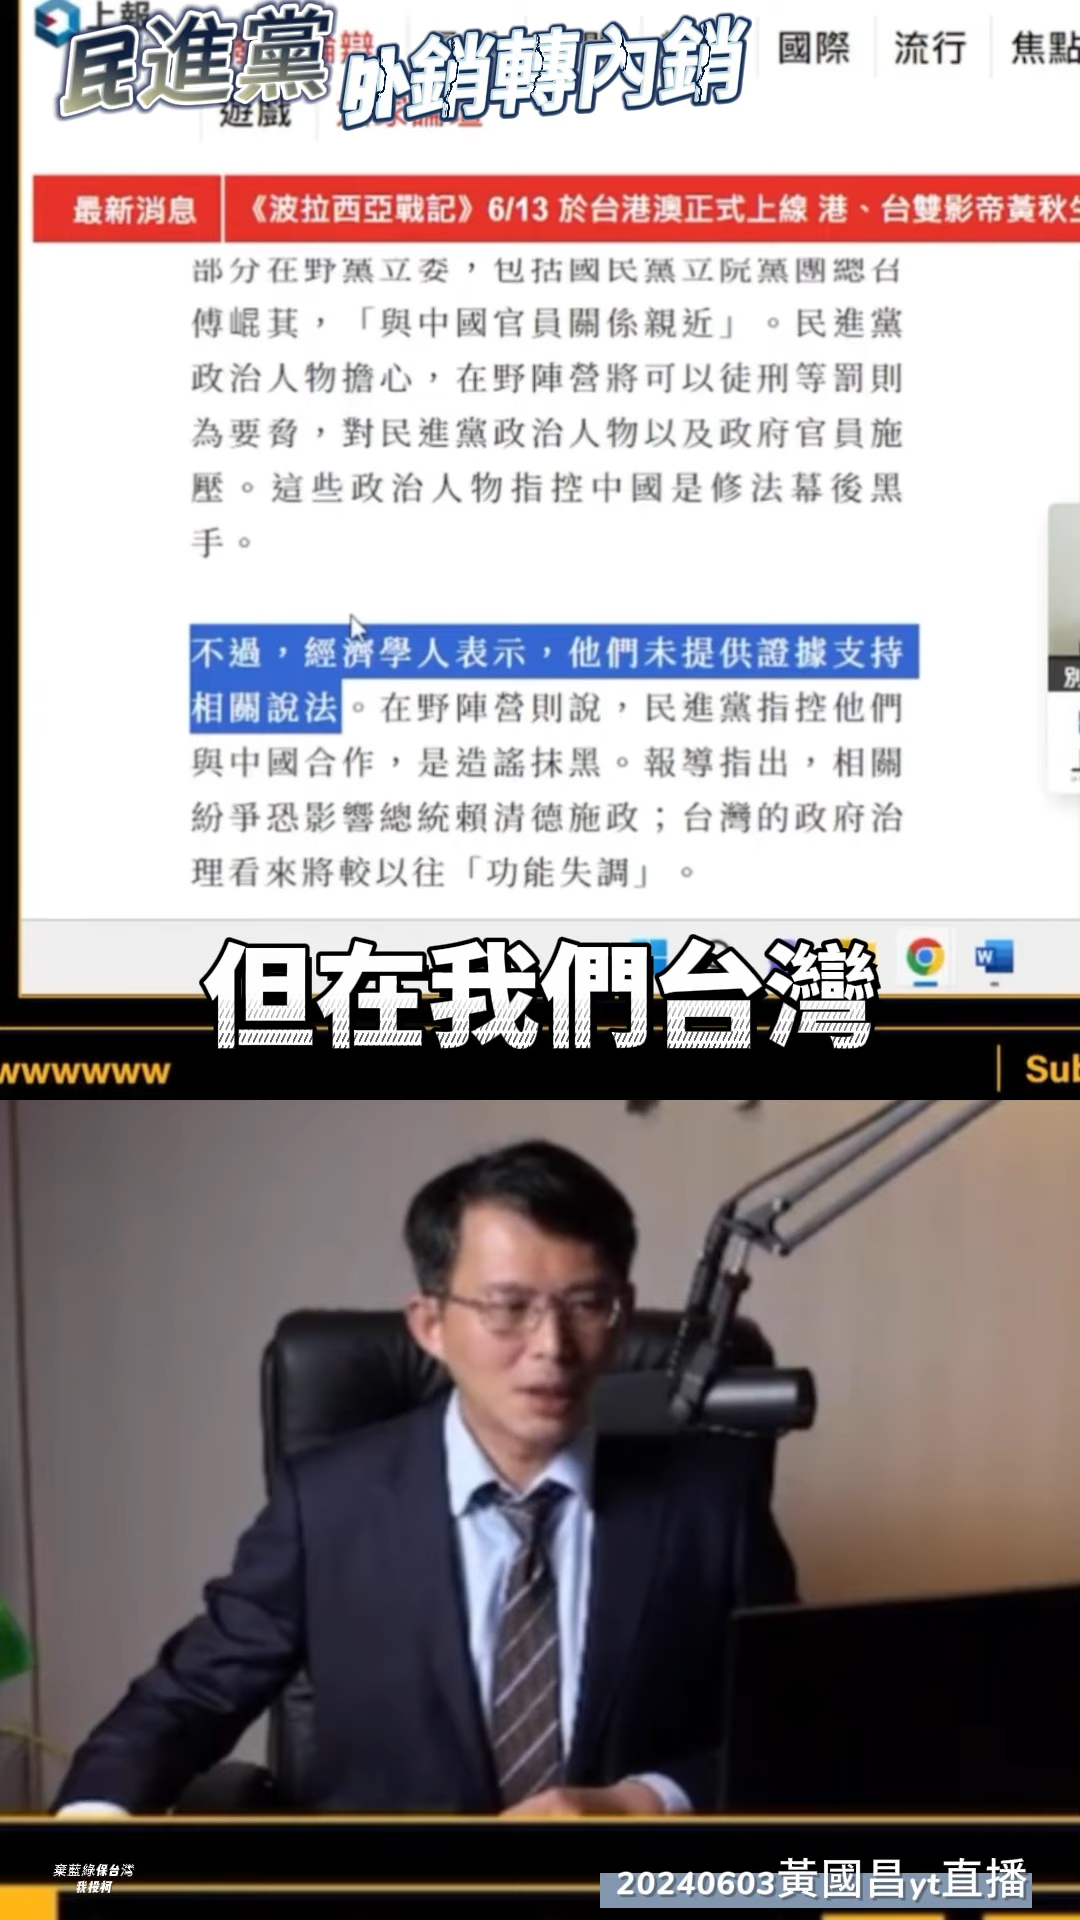 上報
民進黨外銷轉內銷
國際 流行 焦點
遊戲
最新消息 《波拉西亞戰記》6/13 於台港澳正式上線 港、台雙影帝黃秋生
部分在野黨立委，包括國民黨立院黨團總召
傅崐萁，「與中國官員關係親近」。民進黨
政治人物擔心，在野陣營將可以徒刑等罰則
為要脅，對民進黨政治人物以及政府官員施
壓。這些政治人物指控中國是修法幕後黑
手。
不過，經濟學人表示，他們未提供證據支持
相關說法。在野陣營則說，民進黨指控他們
與中國合作，是造謠抹黑。報導指出，相關
紛爭恐影響總統賴清德施政；台灣的政府治
理看來將較以往「功能失調」。
但在我們台灣
wwwwww Sub
棄藍綠保台灣
我投柯
20240603黃國昌yt直播